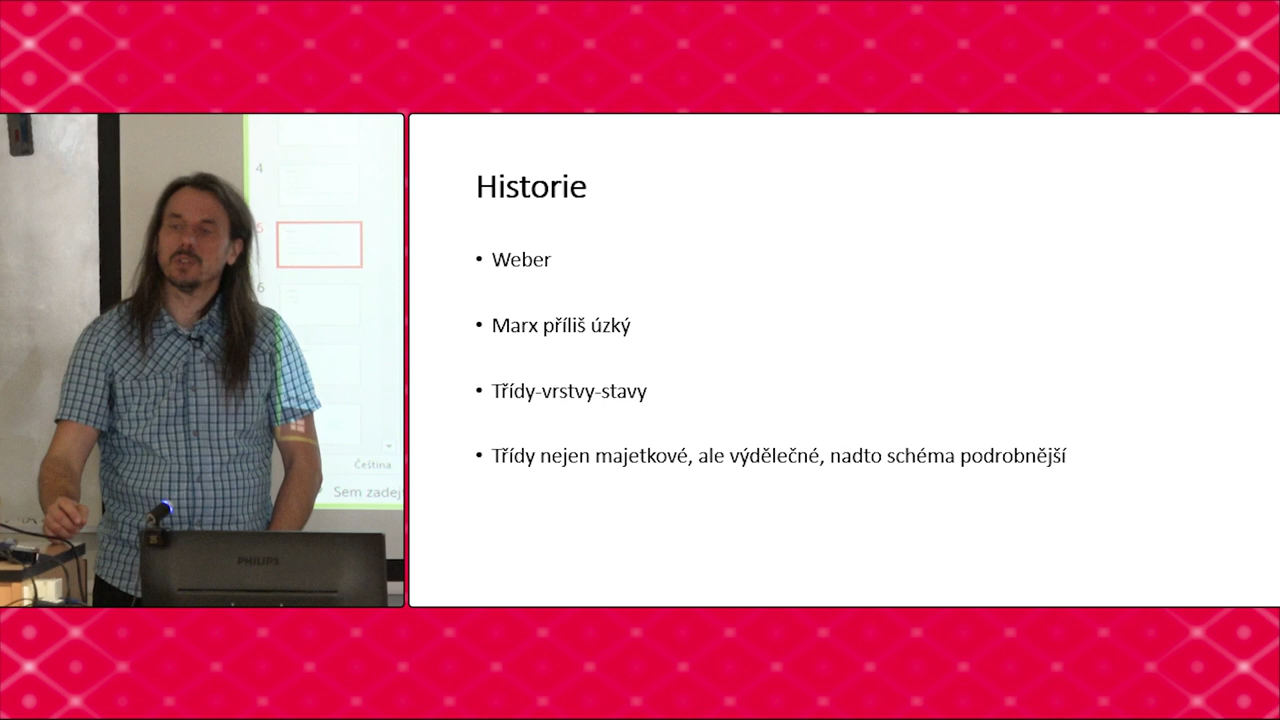 4
5
6
Čeština
Sem zadej
PHILIPS
Historie
• Weber
• Marx příliš úzký
• Třídy-vrstvy-stavy
• Třídy nejen majetkové, ale výdělečné, nadto schéma podrobnější